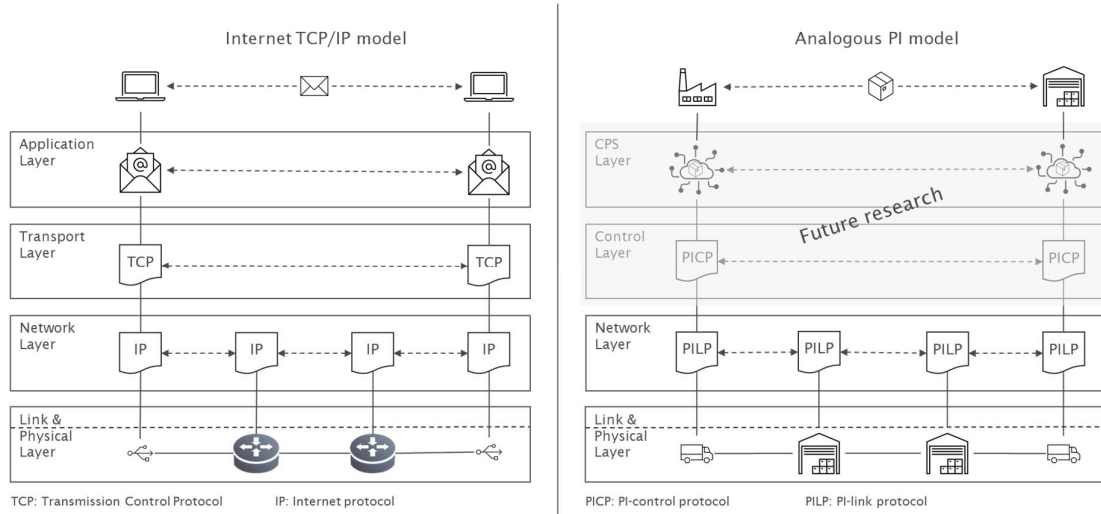 Internet TCP/IP model
Application
Layer
@
@
Transport
Layer
TCP
TCP
Network
Layer
IP
IP
IP
IP
Link &
Physical
Layer
TCP: Transmission Control Protocol
IP: Internet protocol
Analogous PI model
CPS
Layer
Future research
Control
Layer
PICP
PICP
Network
Layer
PILP
PILP
PILP
PILP
Link &
Physical
Layer
PICP: PI-control protocol
PILP: PI-link protocol